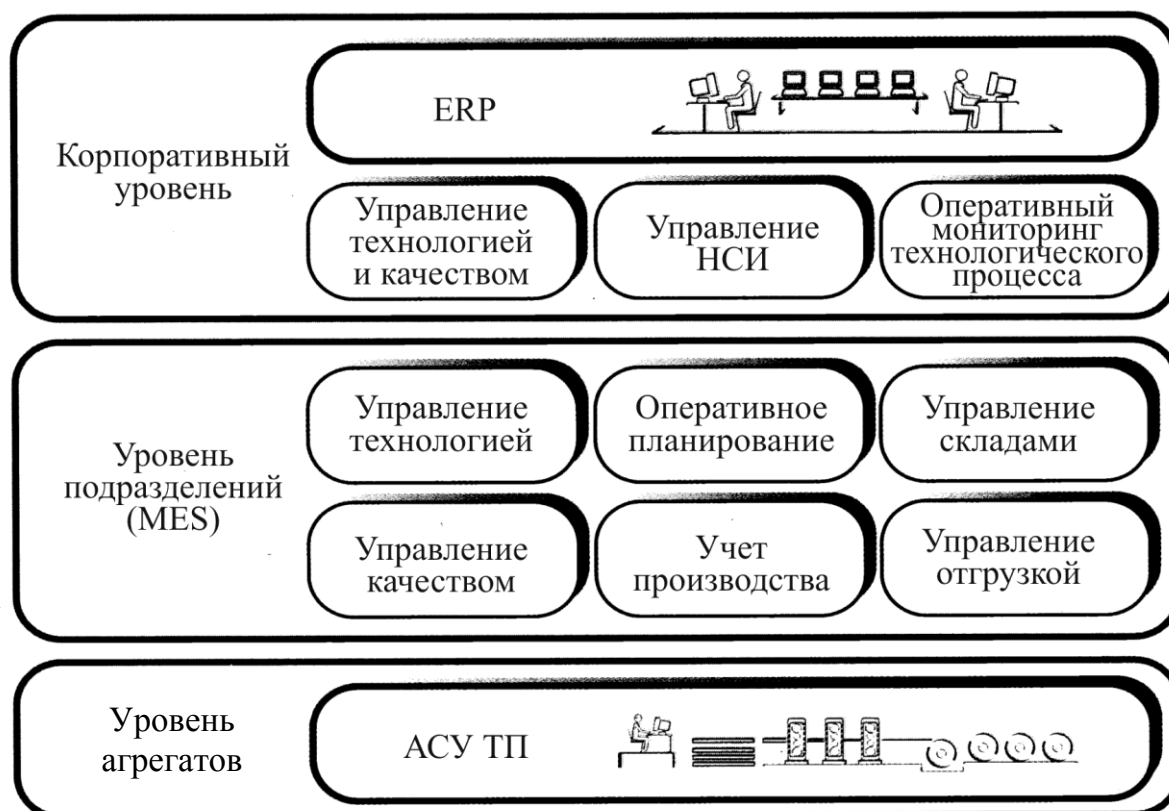 Корпоративный
уровень
ERP
Управление
технологией
и качеством
Управление
НСИ
Оперативный
мониторинг
технологического
процесса
Уровень
подразделений
(MES)
Управление
технологией
Оперативное
планирование
Управление
складами
Управление
качеством
Учет
производства
Управление
отгрузкой
Уровень
агрегатов
АСУ ТП